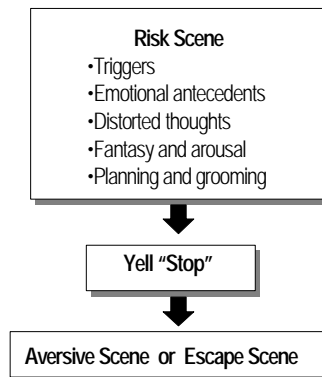 Risk Scene
•Triggers
•Emotional antecedents
•Distorted thoughts
•Fantasy and arousal
•Planning and grooming
Yell “Stop”
Aversive Scene or Escape Scene